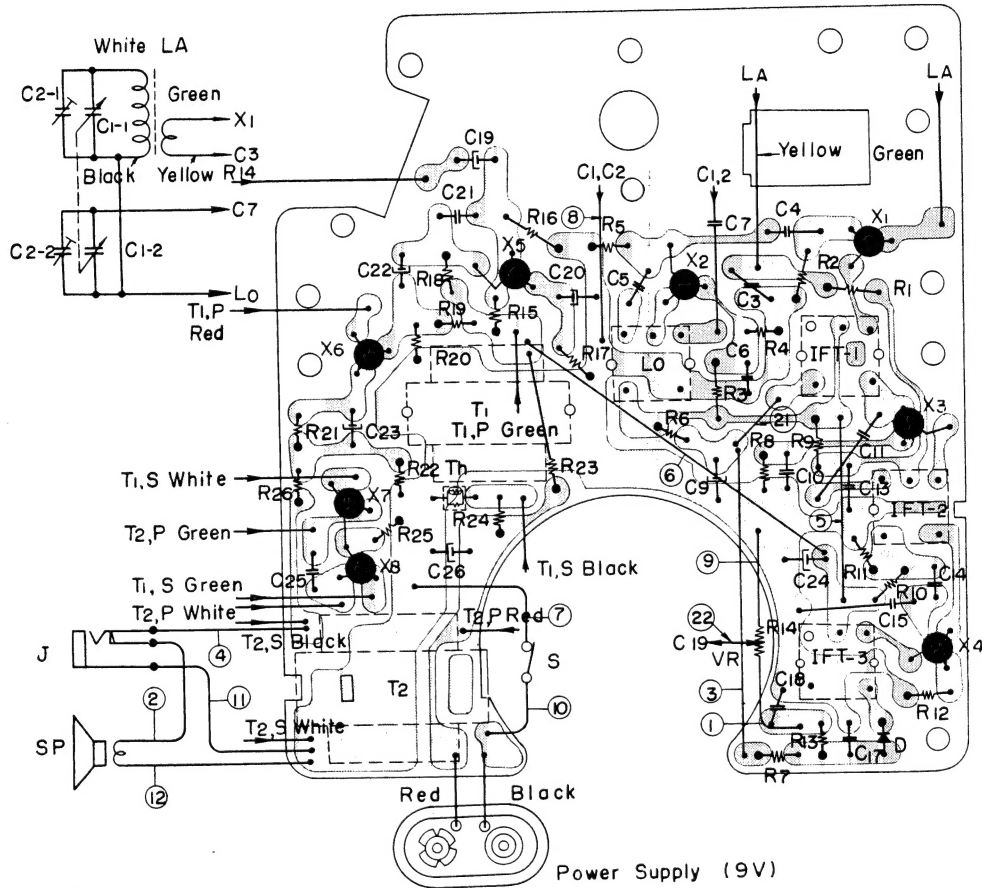 White LA
C2-1
C1-1
Green
X1
C3
Black
Yellow
R14
C7
C2-2
C1-2
LO
T1,P
Red
C19
C21
R16
8
C1,C2
R5
C1,2
C7
LA
LA
Yellow
Green
C4
X1
R2
R1
X5
C20
C22
R18
R19
R15
R17
C5
X2
C3
R4
C6
R3
LO
IFT-1
X6
R20
T1
T1,P Green
R21
C23
R6
6
21
R8
R9
C11
X3
T1,S White
R26
R22
Th
R23
C9
C10
C13
IFT-2
X7
R24
5
T2,P Green
R25
C25
X8
C26
T1,S Black
9
C24
R11
R10
C14
C15
T1,S Green
T2,P White
T2,P Red
7
22
R14
C19
VR
IFT-3
X4
J
T2,S Black
4
S
T2
3
C18
2
11
10
R12
T2,S White
1
SP
R13
C17
D
R7
12
Red
Black
Power Supply (9V)